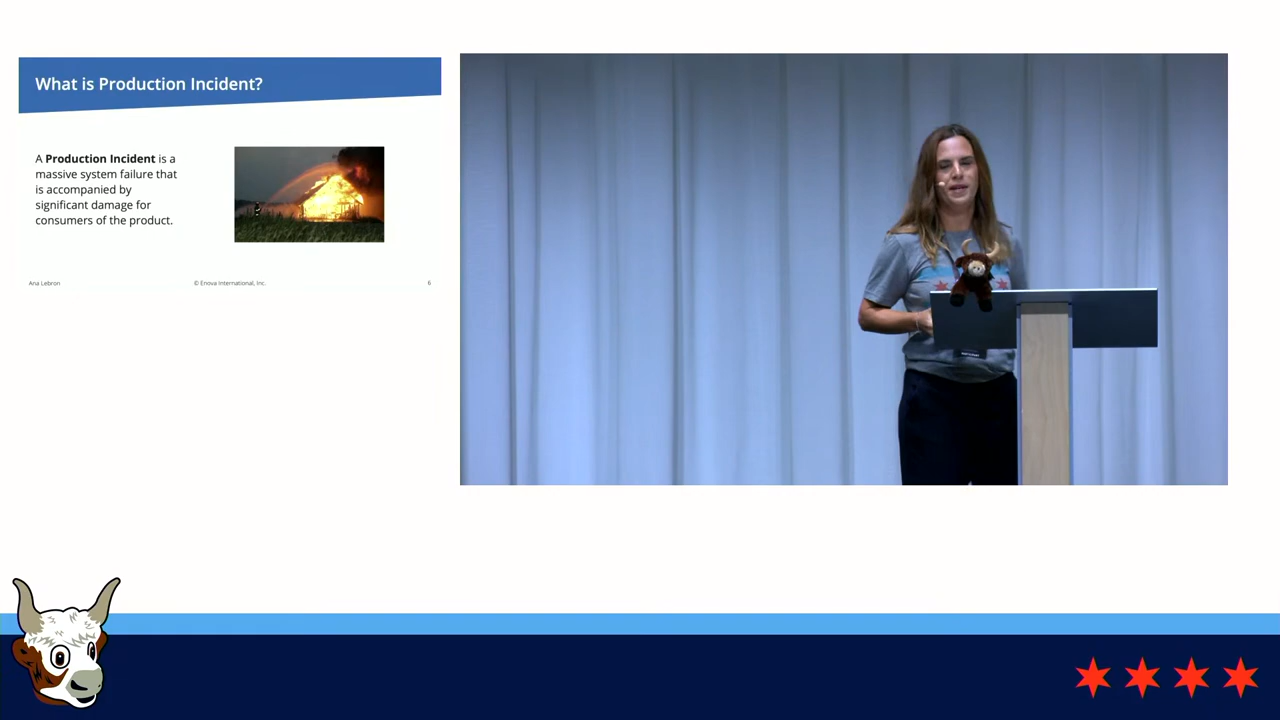 What is Production Incident?
A Production Incident is a
massive system failure that
is accompanied by
significant damage for
consumers of the product.
Ana Lebron
© Enova International, Inc.
6